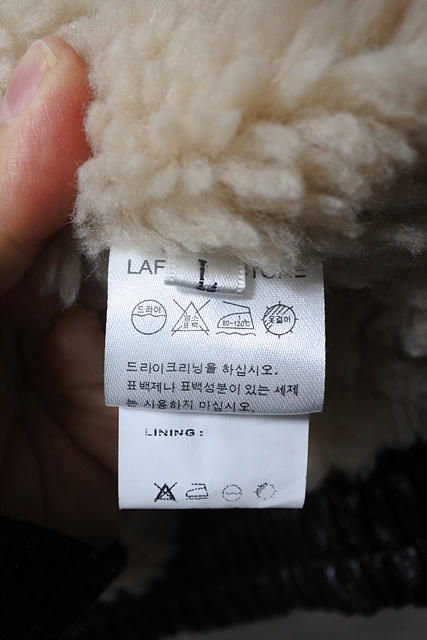 LAF
L
드라이
염소
표백
80~120℃
옷걸이
드라이크리닝을 하십시오.
표백제나 표백성분이 있는 세제
는 사용하지 마십시오.
LINING: